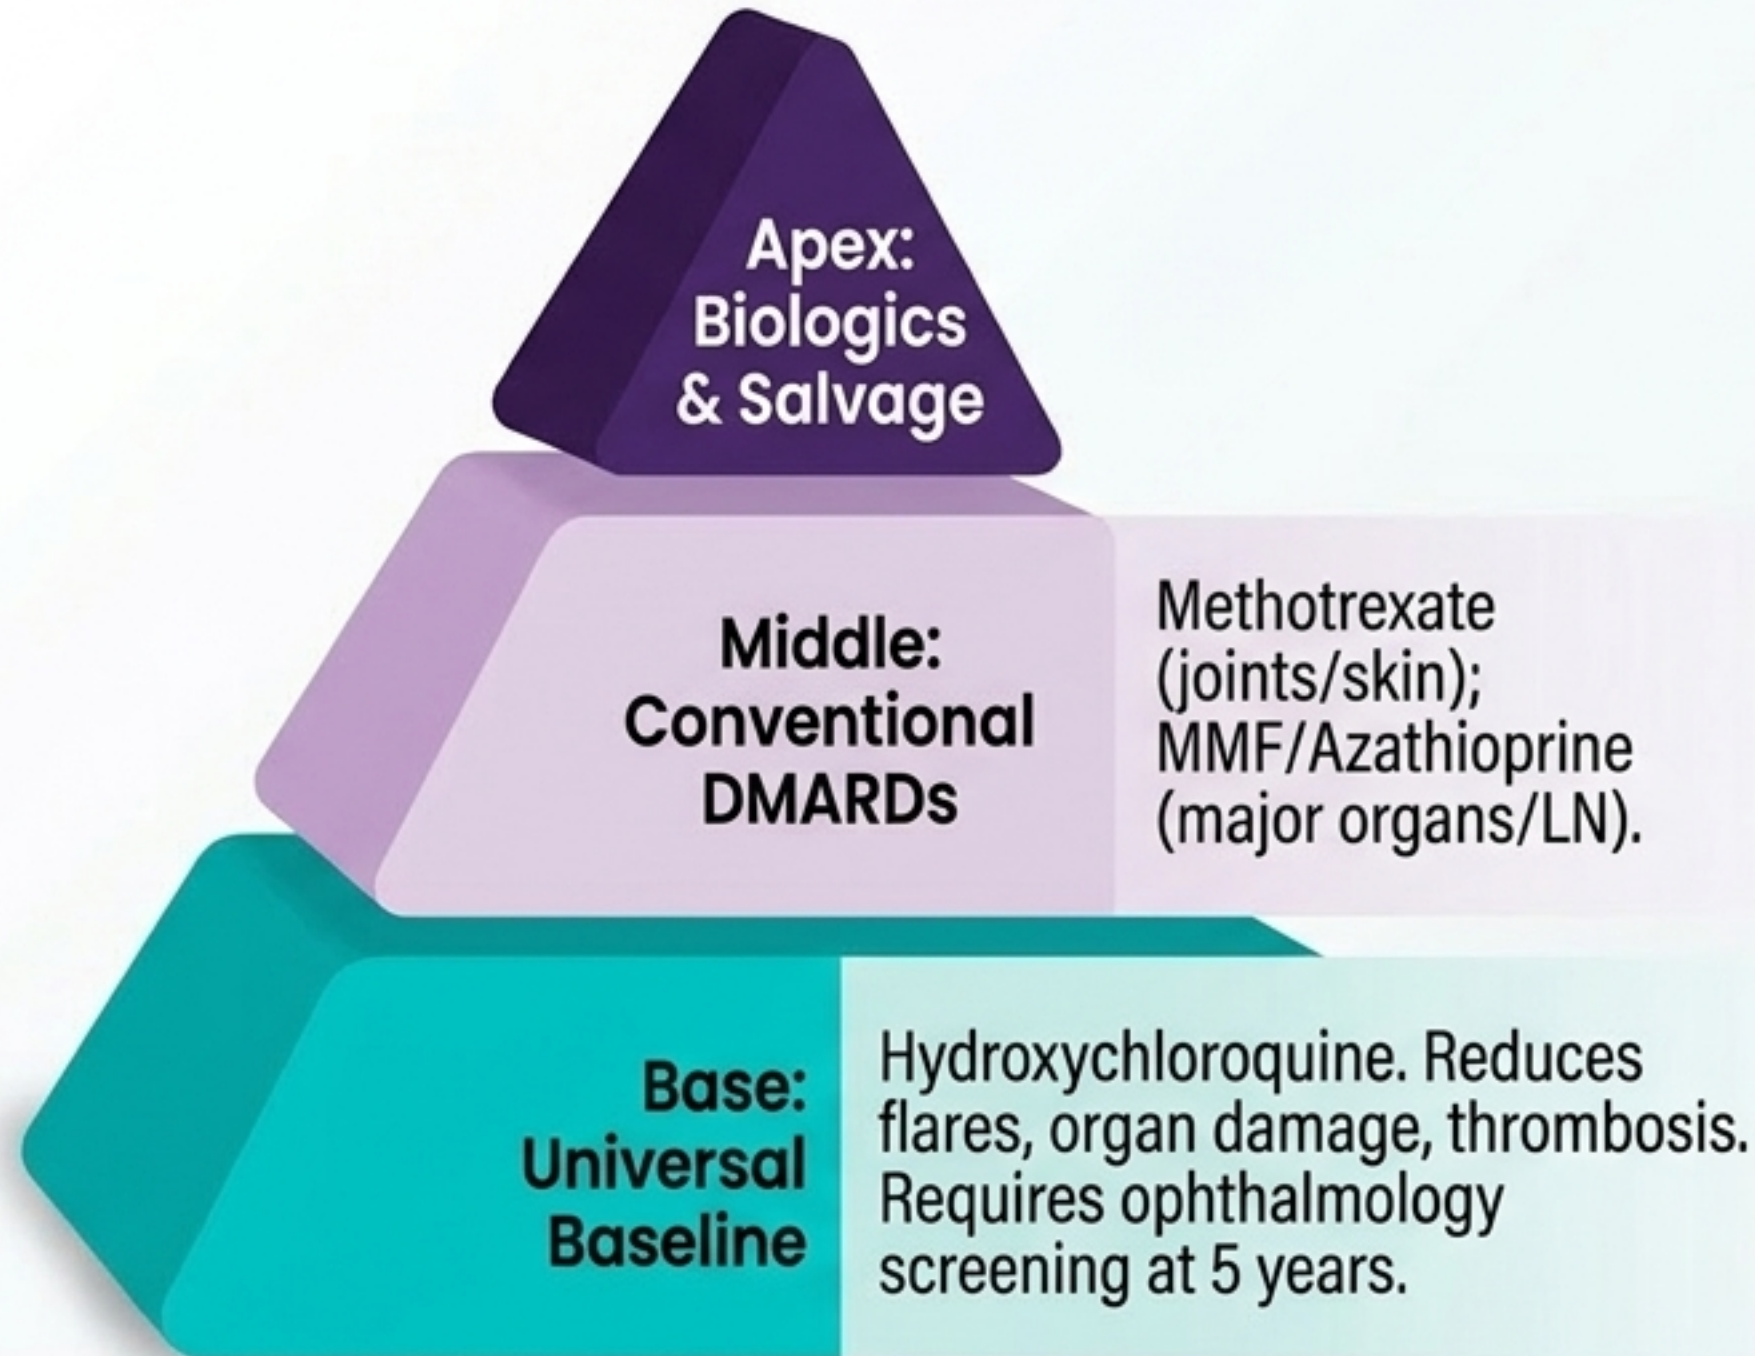 Apex:
Biologics
& Salvage
Middle:
Conventional
DMARDs
Methotrexate
(joints/skin);
MMF/Azathioprine
(major organs/LN).
Base:
Universal
Baseline
Hydroxychloroquine. Reduces
flares, organ damage, thrombosis.
Requires ophthalmology
screening at 5 years.